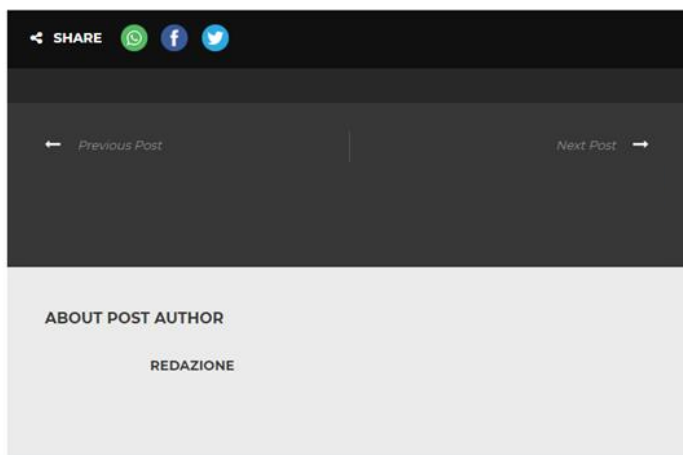 SHARE
Previous Post
Next Post
ABOUT POST AUTHOR
REDAZIONE